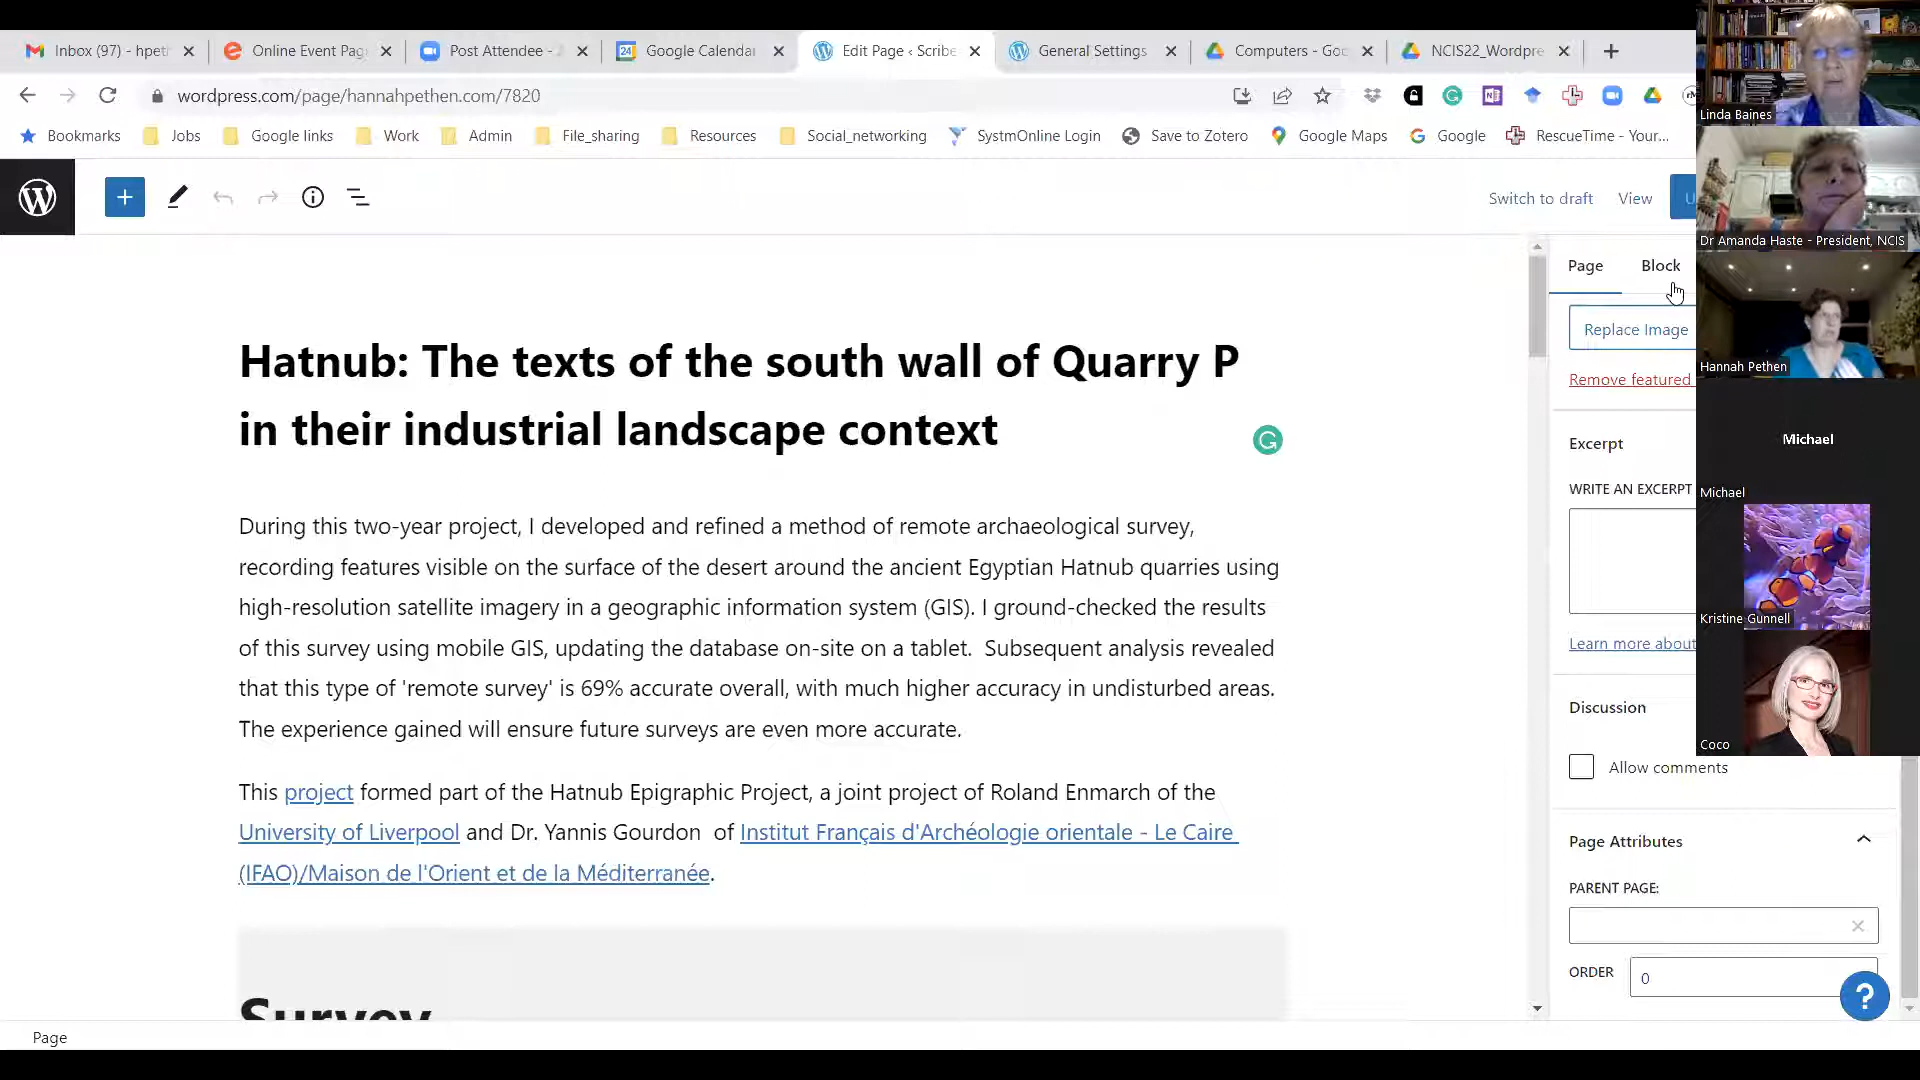 Inbox (97) - hpet
Online Event Pag
Post Attendee -
Google Calenda
Edit Page ‹ Scribe
General Settings
Computers - Goo
NCIS22_Wordpre
wordpress.com/page/hannahpethen.com/7820
Bookmarks
Jobs
Google links
Work
Admin
File_sharing
Resources
Social_networking
SystmOnline Login
Save to Zotero
Google Maps
Google
RescueTime - Your...
Switch to draft
View
U
Page
Block
Replace Image
Remove featured
Excerpt
WRITE AN EXCERPT
Learn more about
Discussion
Allow comments
Page Attributes
PARENT PAGE:
ORDER
0
?
Hatnub: The texts of the south wall of Quarry P
in their industrial landscape context
During this two-year project, I developed and refined a method of remote archaeological survey,
recording features visible on the surface of the desert around the ancient Egyptian Hatnub quarries using
high-resolution satellite imagery in a geographic information system (GIS). I ground-checked the results
of this survey using mobile GIS, updating the database on-site on a tablet.  Subsequent analysis revealed
that this type of 'remote survey' is 69% accurate overall, with much higher accuracy in undisturbed areas.
The experience gained will ensure future surveys are even more accurate.
This project formed part of the Hatnub Epigraphic Project, a joint project of Roland Enmarch of the
University of Liverpool and Dr. Yannis Gourdon  of Institut Français d'Archéologie orientale - Le Caire
(IFAO)/Maison de l'Orient et de la Méditerranée.
Survey
Page
Linda Baines
Dr Amanda Haste - President, NCIS
Hannah Pethen
Michael
Michael
Kristine Gunnell
Coco